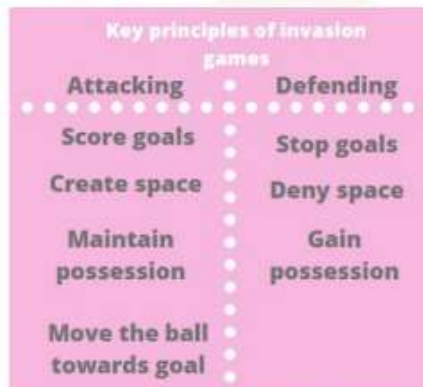 Key principles of invasion
games
Attacking
Defending
Score goals
Stop goals
Create space
Deny space
Maintain
possession
Gain
possession
Move the ball
towards goal